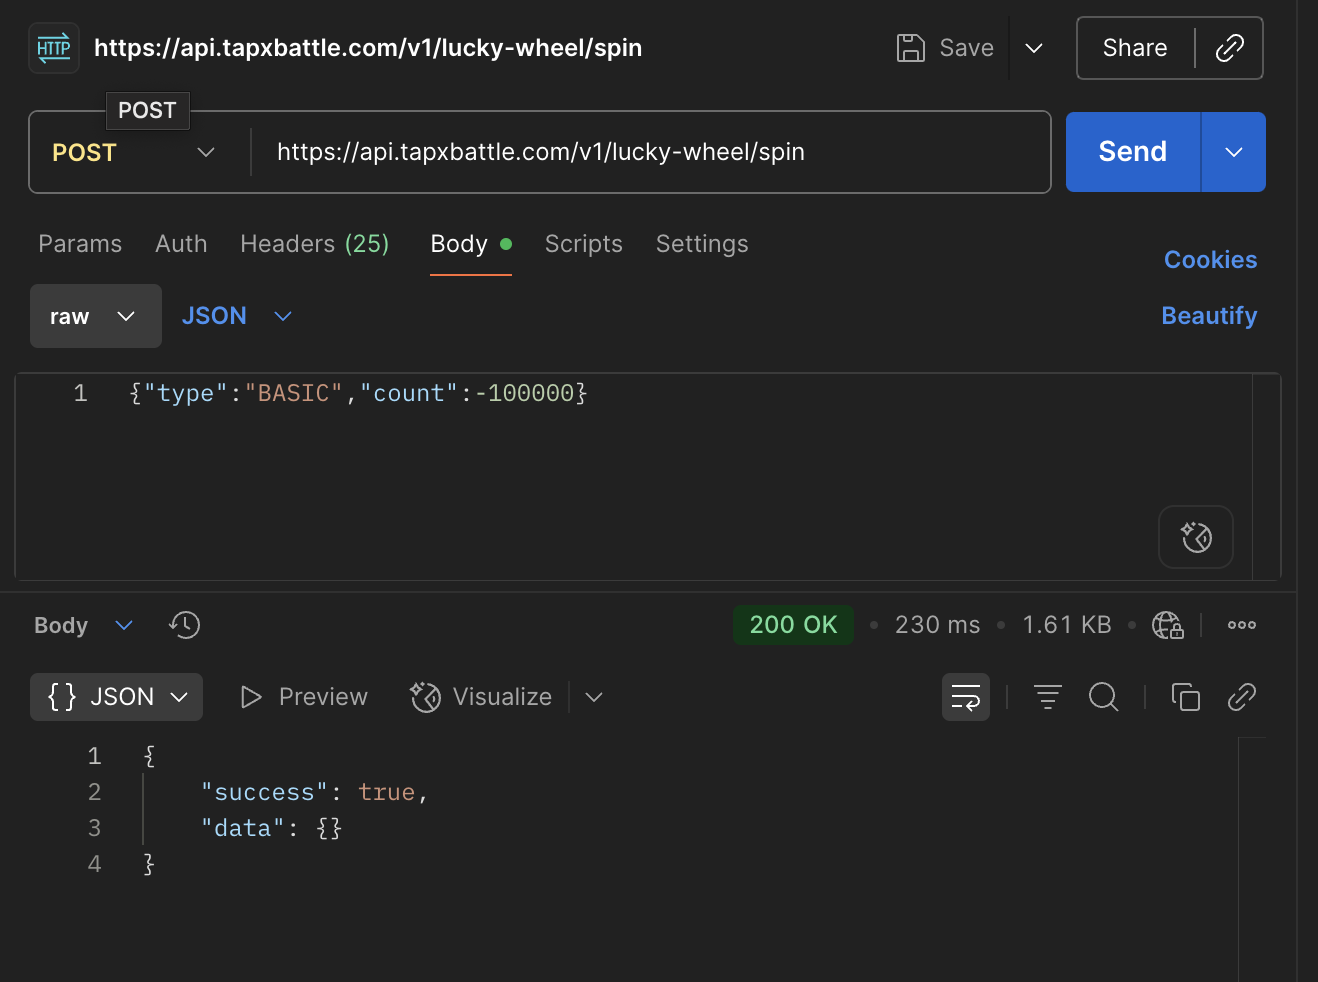 HTTP https://api.tapxbattle.com/v1/lucky-wheel/spin Save Share
POST
POST https://api.tapxbattle.com/v1/lucky-wheel/spin Send
Params Auth Headers (25) Body Scripts Settings
Cookies
raw JSON Beautify
1 {"type":"BASIC","count":-100000}
Body 200 OK • 230 ms • 1.61 KB •
{} JSON Preview Visualize
1 {
2 "success": true,
3 "data": {}
4 }